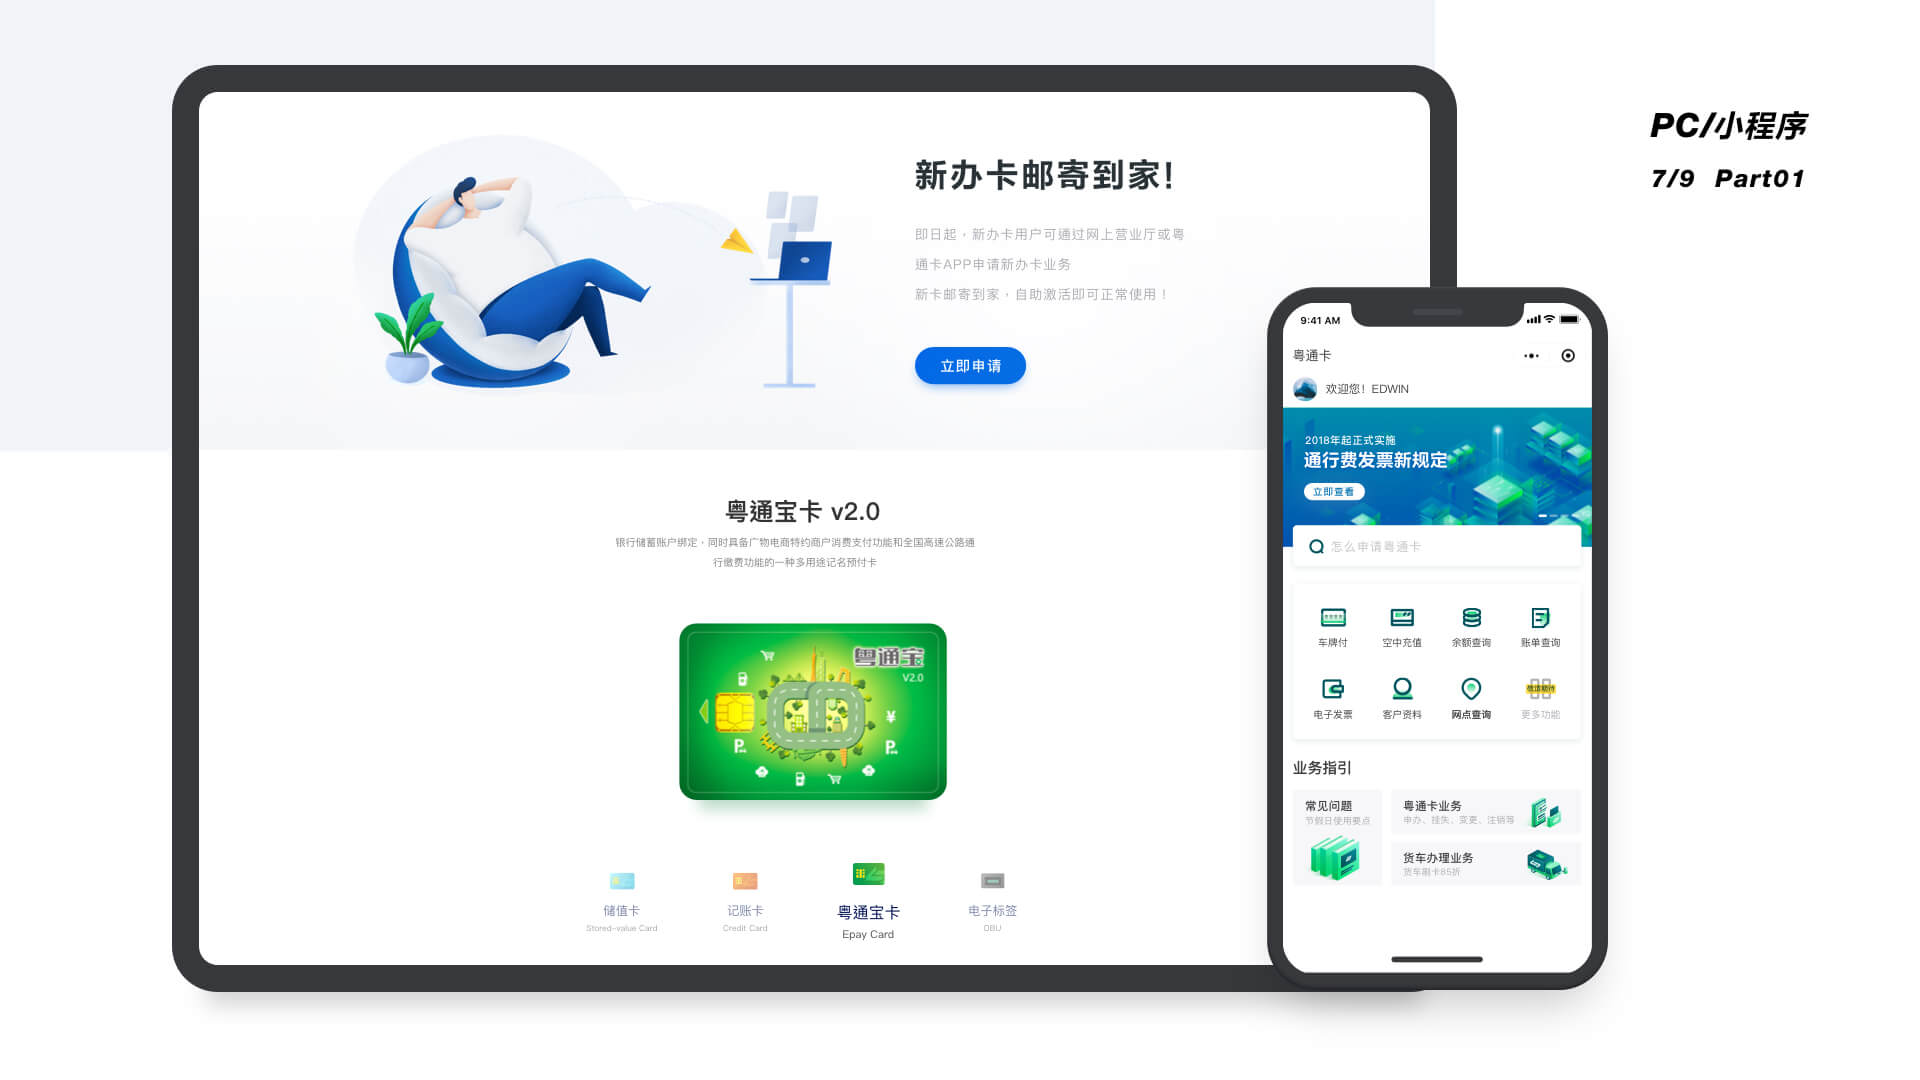 PC/小程序
7/9 Part01
新办卡邮寄到家!
即日起，新办卡用户可通过网上营业厅或粤
通卡APP申请新办卡业务
新卡邮寄到家，自助激活即可正常使用！
立即申请
粤通宝卡 v2.0
银行储蓄账户绑定，同时具备广物电商特约商户消费支付功能和全国高速公路通
行缴费功能的一种多用途记名预付卡
粤通宝
V2.0
¥
P
P
储值卡
Stored-value Card
记账卡
Credit Card
粤通宝卡
Epay Card
电子标签
OBU
9:41 AM
粤通卡
欢迎您！EDWIN
2018年起正式实施
通行费发票新规定
立即查看
怎么申请粤通卡
车牌付 空中充值 余额查询 账单查询
敬请期待
电子发票 客户资料 网点查询 更多功能
业务指引
常见问题
节假日使用要点
粤通卡业务
申办、挂失、变更、注销等
货车办理业务
货车刷卡85折